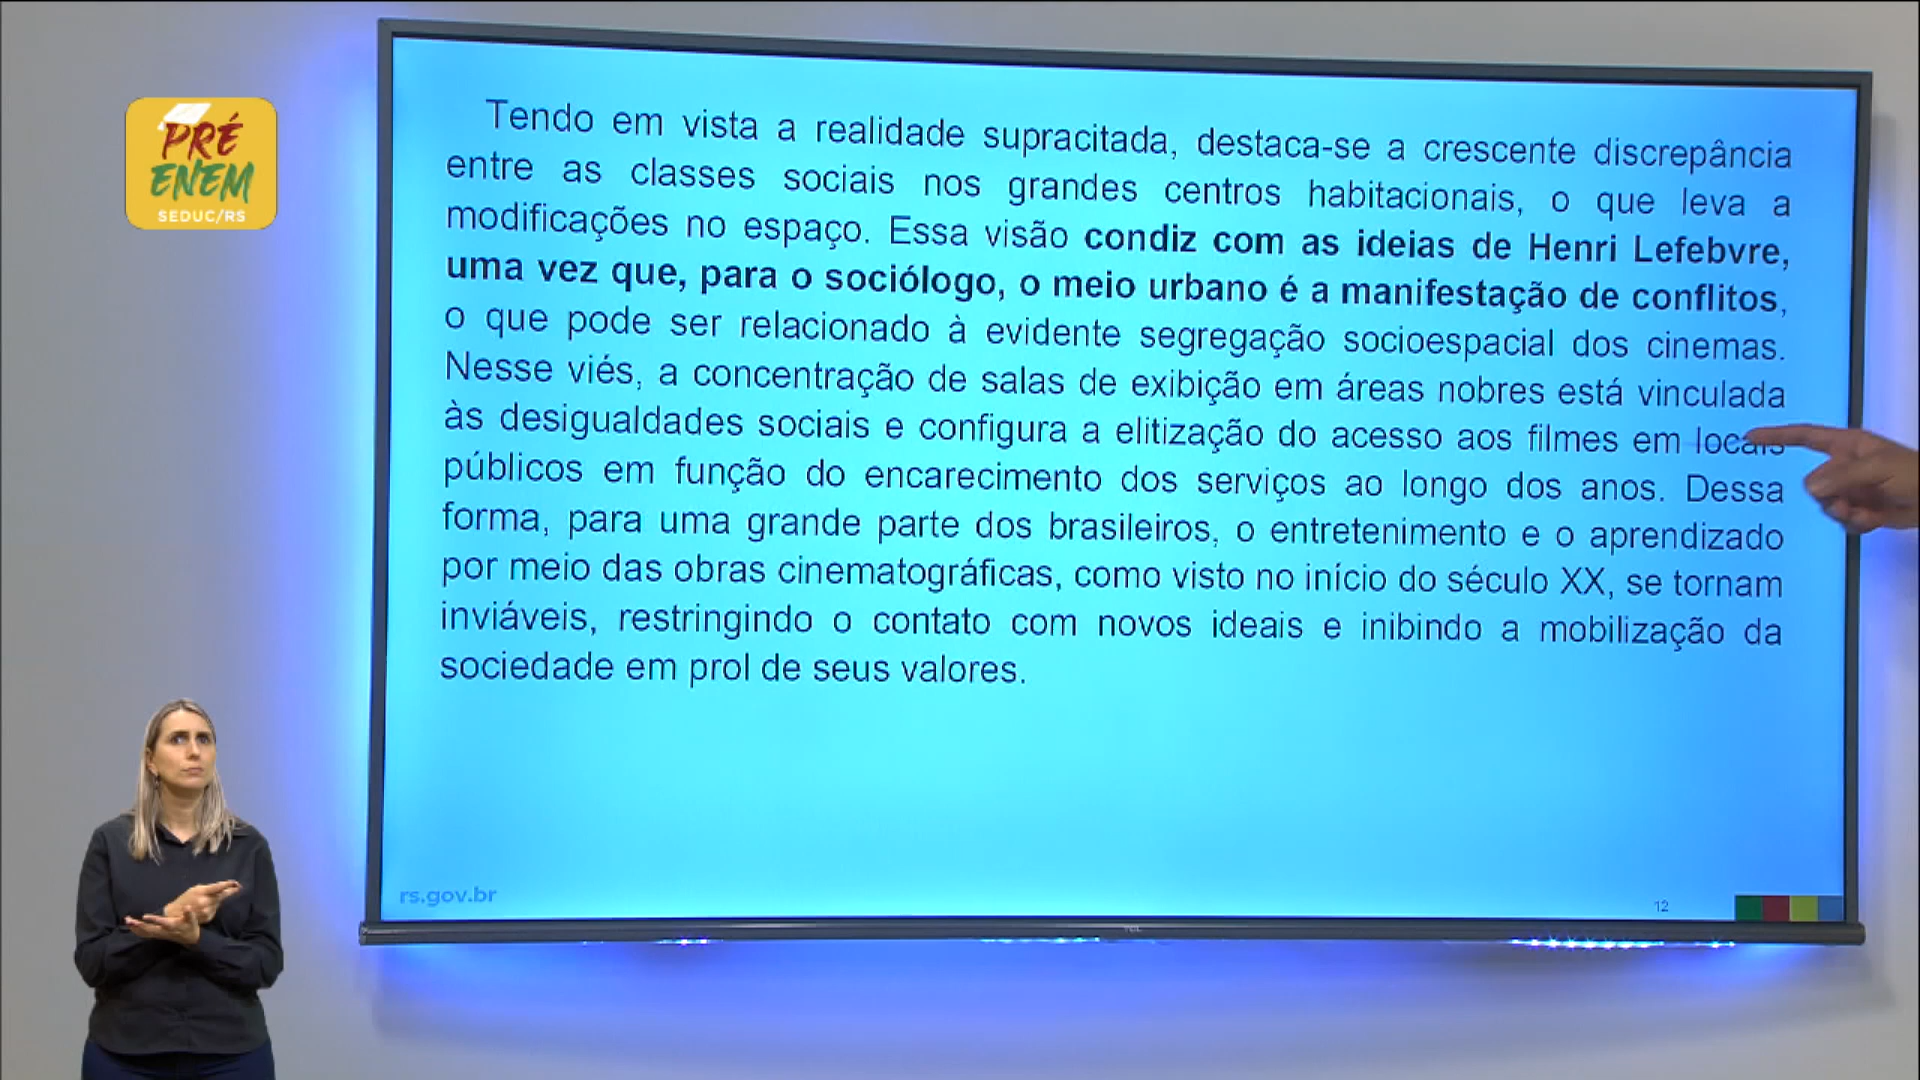 PRÉ
ENEM
SEDUC/RS
Tendo em vista a realidade supracitada, destaca-se a crescente discrepância
entre as classes sociais nos grandes centros habitacionais, o que leva a
modificações no espaço. Essa visão condiz com as ideias de Henri Lefebvre,
uma vez que, para o sociólogo, o meio urbano é a manifestação de conflitos,
o que pode ser relacionado à evidente segregação socioespacial dos cinemas.
Nesse viés, a concentração de salas de exibição em áreas nobres está vinculada
às desigualdades sociais e configura a elitização do acesso aos filmes em locais
públicos em função do encarecimento dos serviços ao longo dos anos. Dessa
forma, para uma grande parte dos brasileiros, o entretenimento e o aprendizado
por meio das obras cinematográficas, como visto no início do século XX, se tornam
inviáveis, restringindo o contato com novos ideais e inibindo a mobilização da
sociedade em prol de seus valores.
rs.gov.br
12
TCL